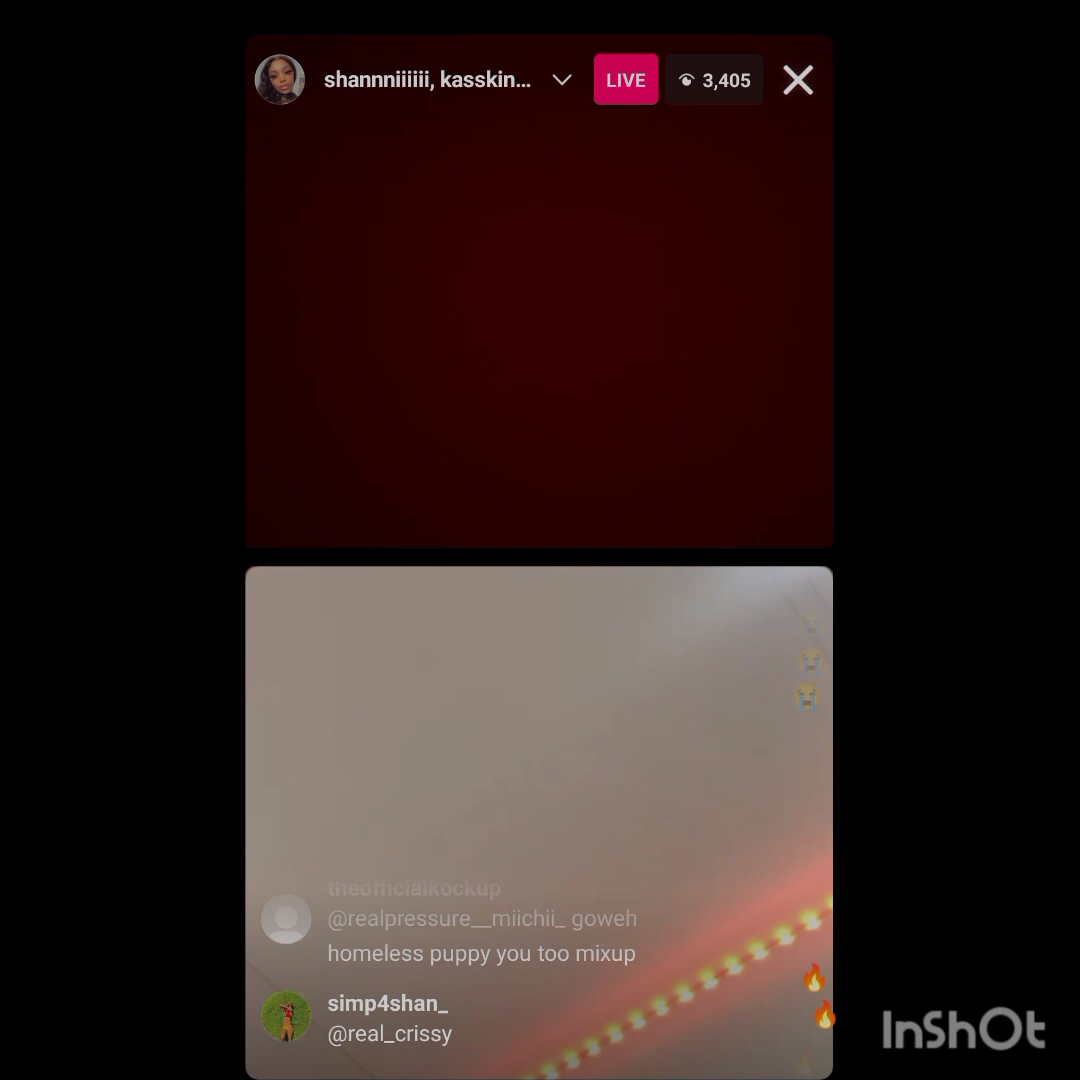 shannniiiiii, kasskin...
LIVE
3,405
theofficialkockup
@realpressure__miichii_ goweh
homeless puppy you too mixup
simp4shan_
@real_crissy
InShOt